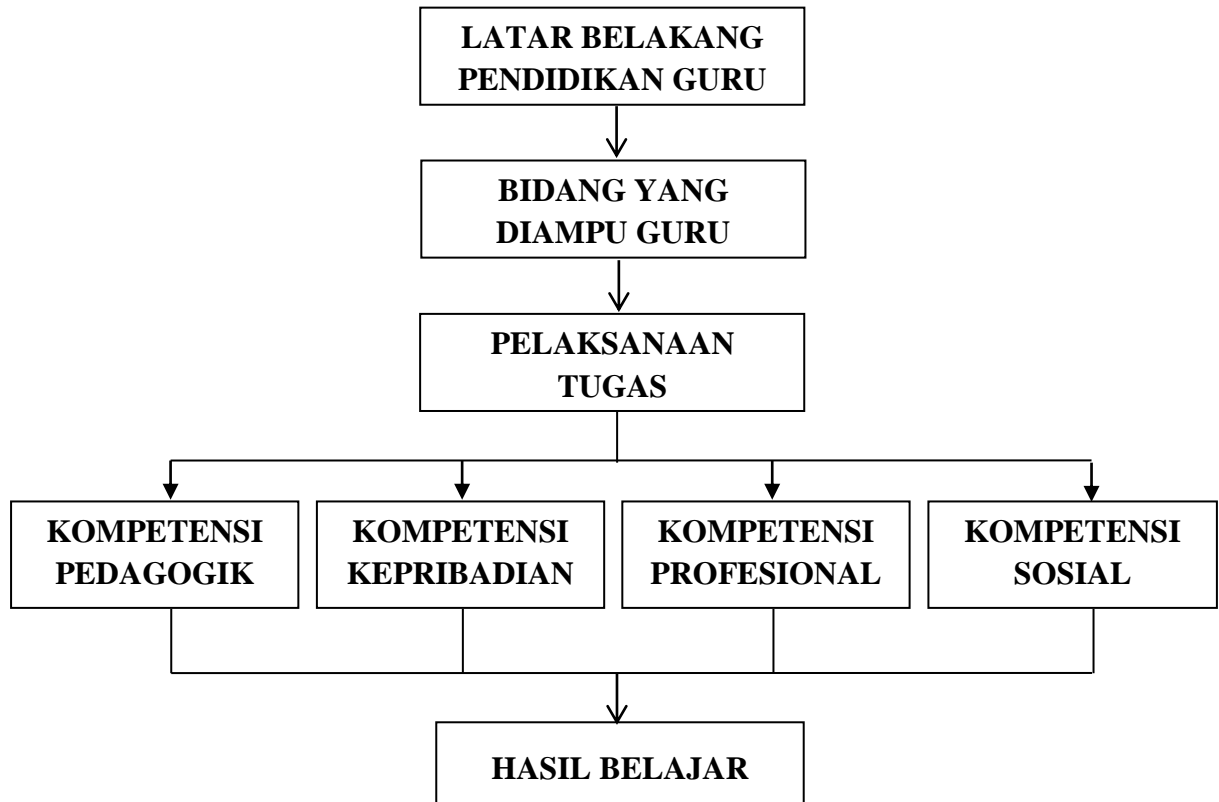 LATAR BELAKANG
PENDIDIKAN GURU
BIDANG YANG
DIAMPU GURU
PELAKSANAAN
TUGAS
KOMPETENSI
PEDAGOGIK
KOMPETENSI
KEPRIBADIAN
KOMPETENSI
PROFESIONAL
KOMPETENSI
SOSIAL
HASIL BELAJAR